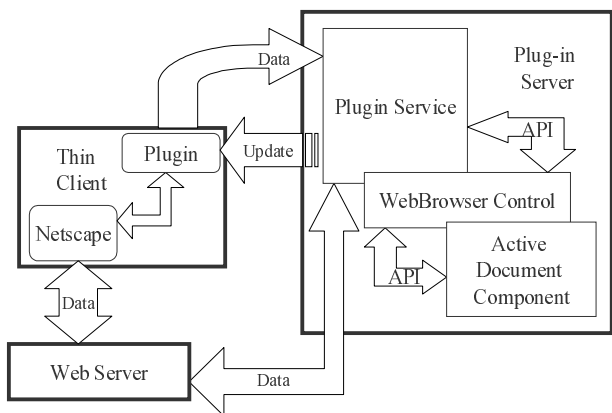 Data
Plug-in
Server
Plugin Service
API
Thin
Client
Plugin
Update
Netscape
WebBrowser Control
Active
Document
Component
API
Data
Web Server
Data